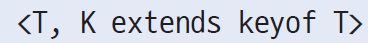 <T, K extends keyof T>